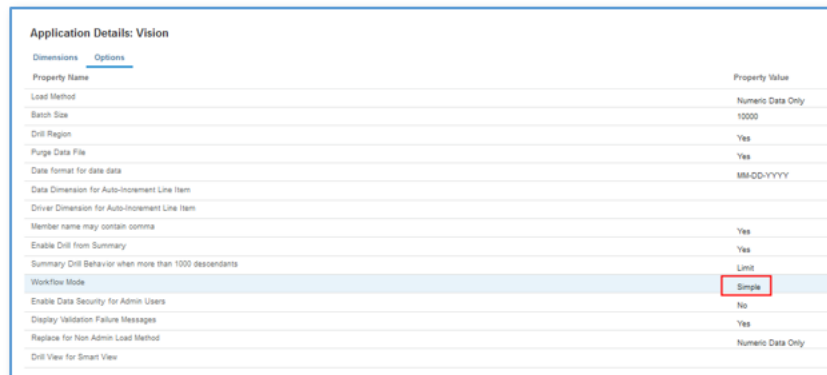 Application Details: Vision
Dimensions Options
Property Name Property Value
Load Method Numeric Data Only
Batch Size 10000
Drill Region Yes
Purge Data File Yes
Date format for date data MM-DD-YYYY
Data Dimension for Auto-Increment Line Item
Driver Dimension for Auto-Increment Line Item
Member name may contain comma Yes
Enable Drill from Summary Yes
Summary Drill Behavior when more than 1000 descendants Limit
Workflow Mode Simple
Enable Data Security for Admin Users No
Display Validation Failure Messages Yes
Replace for Non Admin Load Method Numeric Data Only
Drill View for Smart View